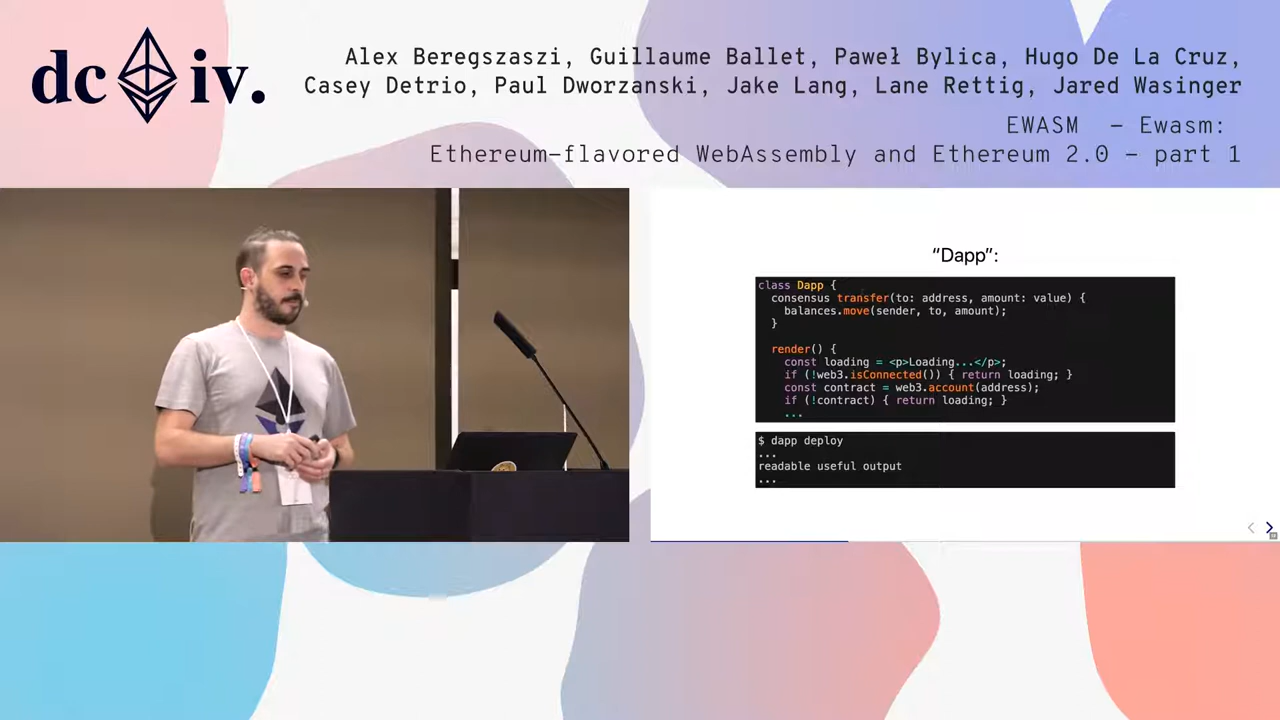 dc iv.
Alex Beregszaszi, Guillaume Ballet, Paweł Bylica, Hugo De La Cruz,
Casey Detrio, Paul Dworzanski, Jake Lang, Lane Rettig, Jared Wasinger
EWASM - Ewasm:
Ethereum-flavored WebAssembly and Ethereum 2.0 - part 1
“Dapp”:
class Dapp {
consensus transfer(to: address, amount: value) {
balances.move(sender, to, amount);
}
render() {
const loading = <p>Loading...</p>;
if (!web3.isConnected()) { return loading; }
const contract = web3.account(address);
if (!contract) { return loading; }
...
$ dapp deploy
...
readable useful output
...